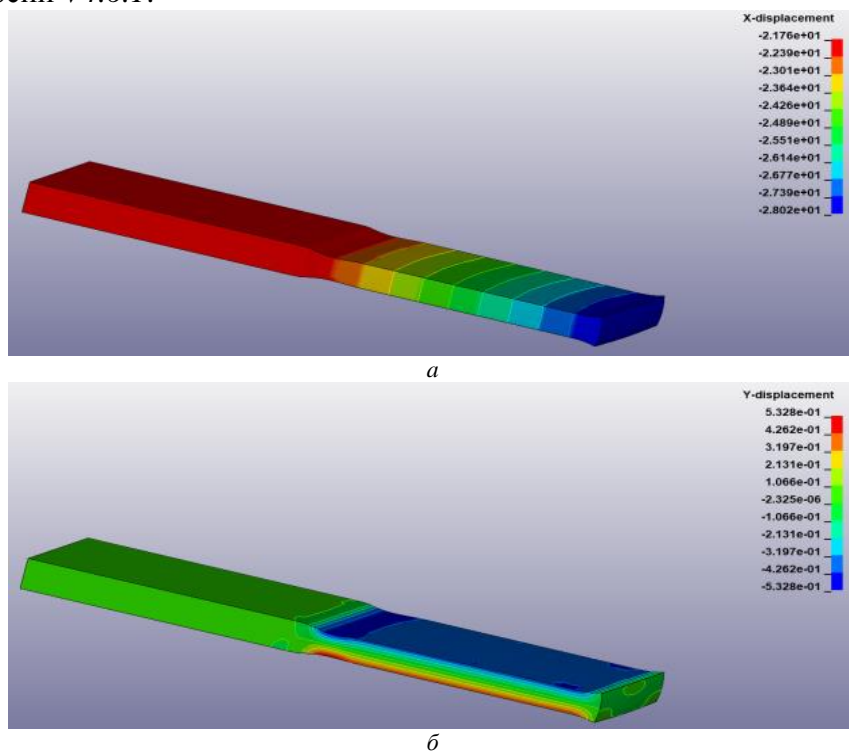 X-displacement
-2.176e+01
-2.239e+01
-2.301e+01
-2.364e+01
-2.426e+01
-2.489e+01
-2.551e+01
-2.614e+01
-2.677e+01
-2.739e+01
-2.802e+01
а
Y-displacement
5.328e-01
4.262e-01
3.197e-01
2.131e-01
1.066e-01
-2.325e-06
-1.066e-01
-2.131e-01
-3.197e-01
-4.262e-01
-5.328e-01
б